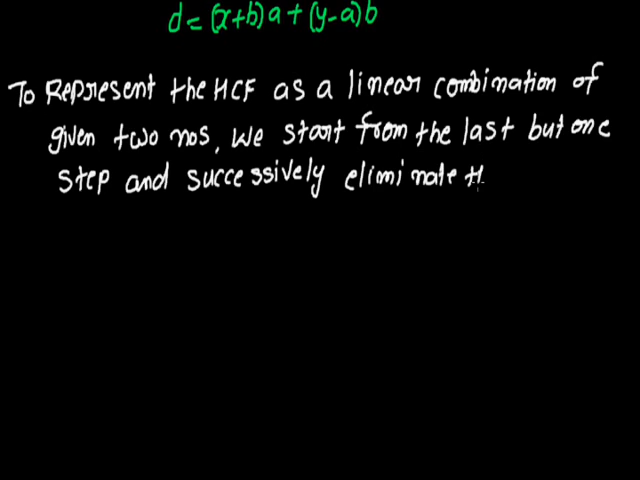 d = (x+b)a + (y-a)b
To Represent the HCF as a linear combination of
given two nos, we start from the last but one
step and successively eliminate